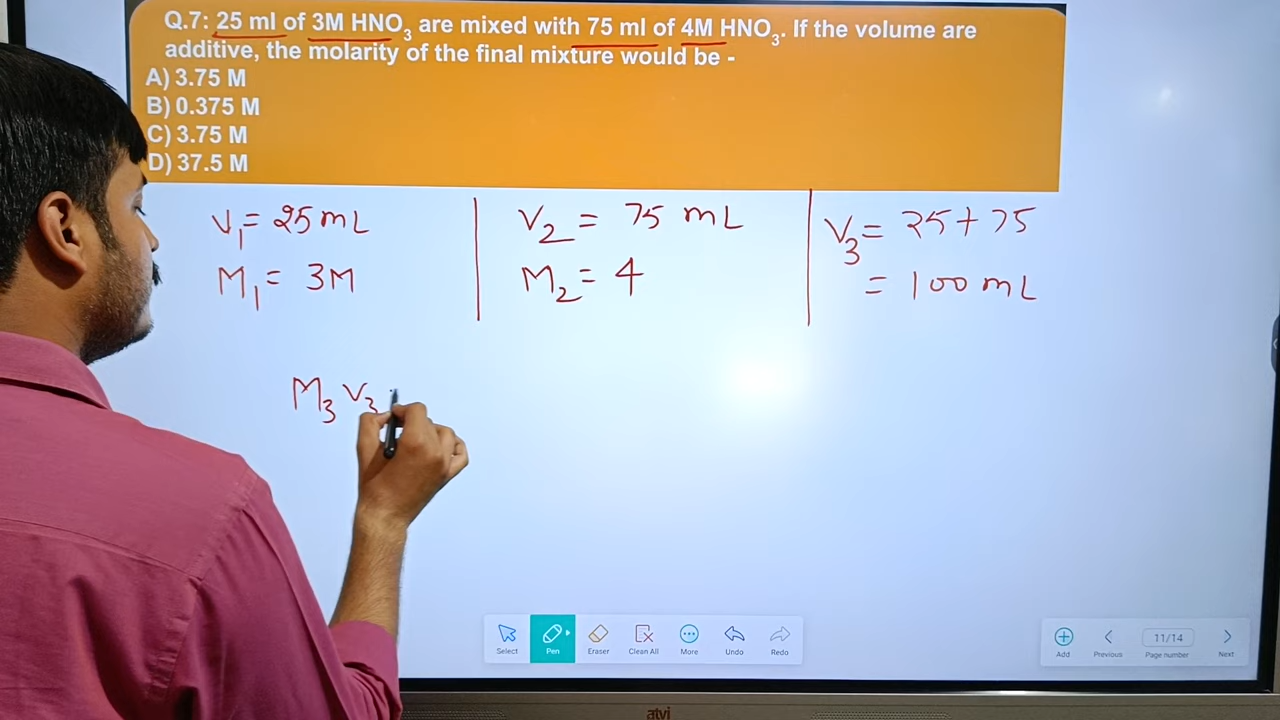 Q.7: 25 ml of 3M HNO3 are mixed with 75 ml of 4M HNO3. If the volume are
additive, the molarity of the final mixture would be -
A) 3.75 M
B) 0.375 M
C) 3.75 M
D) 37.5 M
V1 = 25 mL
M1 = 3M
V2 = 75 mL
M2 = 4
V3 = 25 + 75
= 100 mL
M3 V3
Select
Pen
Eraser
Clean All
More
Undo
Redo
Add
Previous
11/14
Page number
Next
atvi